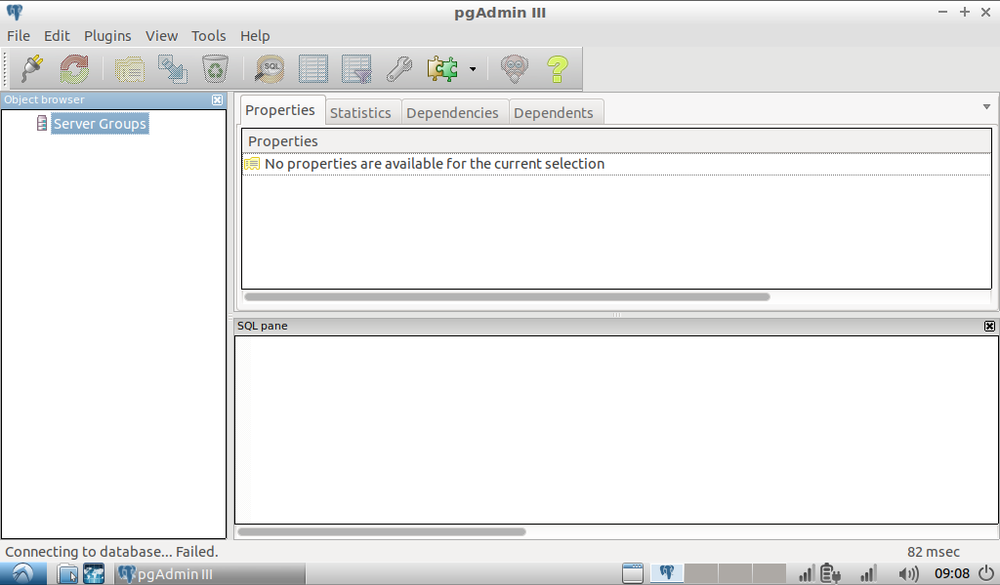 pgAdmin III
File Edit Plugins View Tools Help
SQL
Object browser
Server Groups
Properties Statistics Dependencies Dependents
Properties
No properties are available for the current selection
SQL pane
Connecting to database... Failed. 82 msec
pgAdmin III 09:08